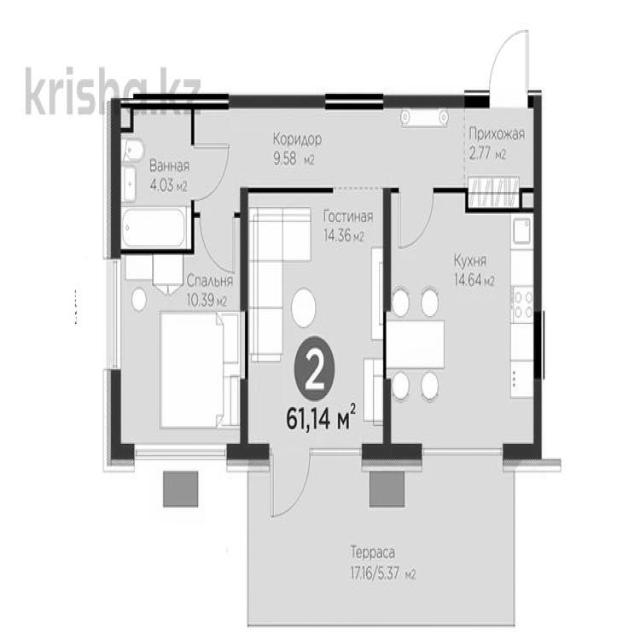 krisha.kz
Прихожая
2.77 м2
Коридор
9.58 м2
Ванная
4.03 м2
Гостиная
14.36 м2
Кухня
14.64 м2
Спальня
10.39 м2
2
61,14 м²
Терраса
17.16/5.37 м2